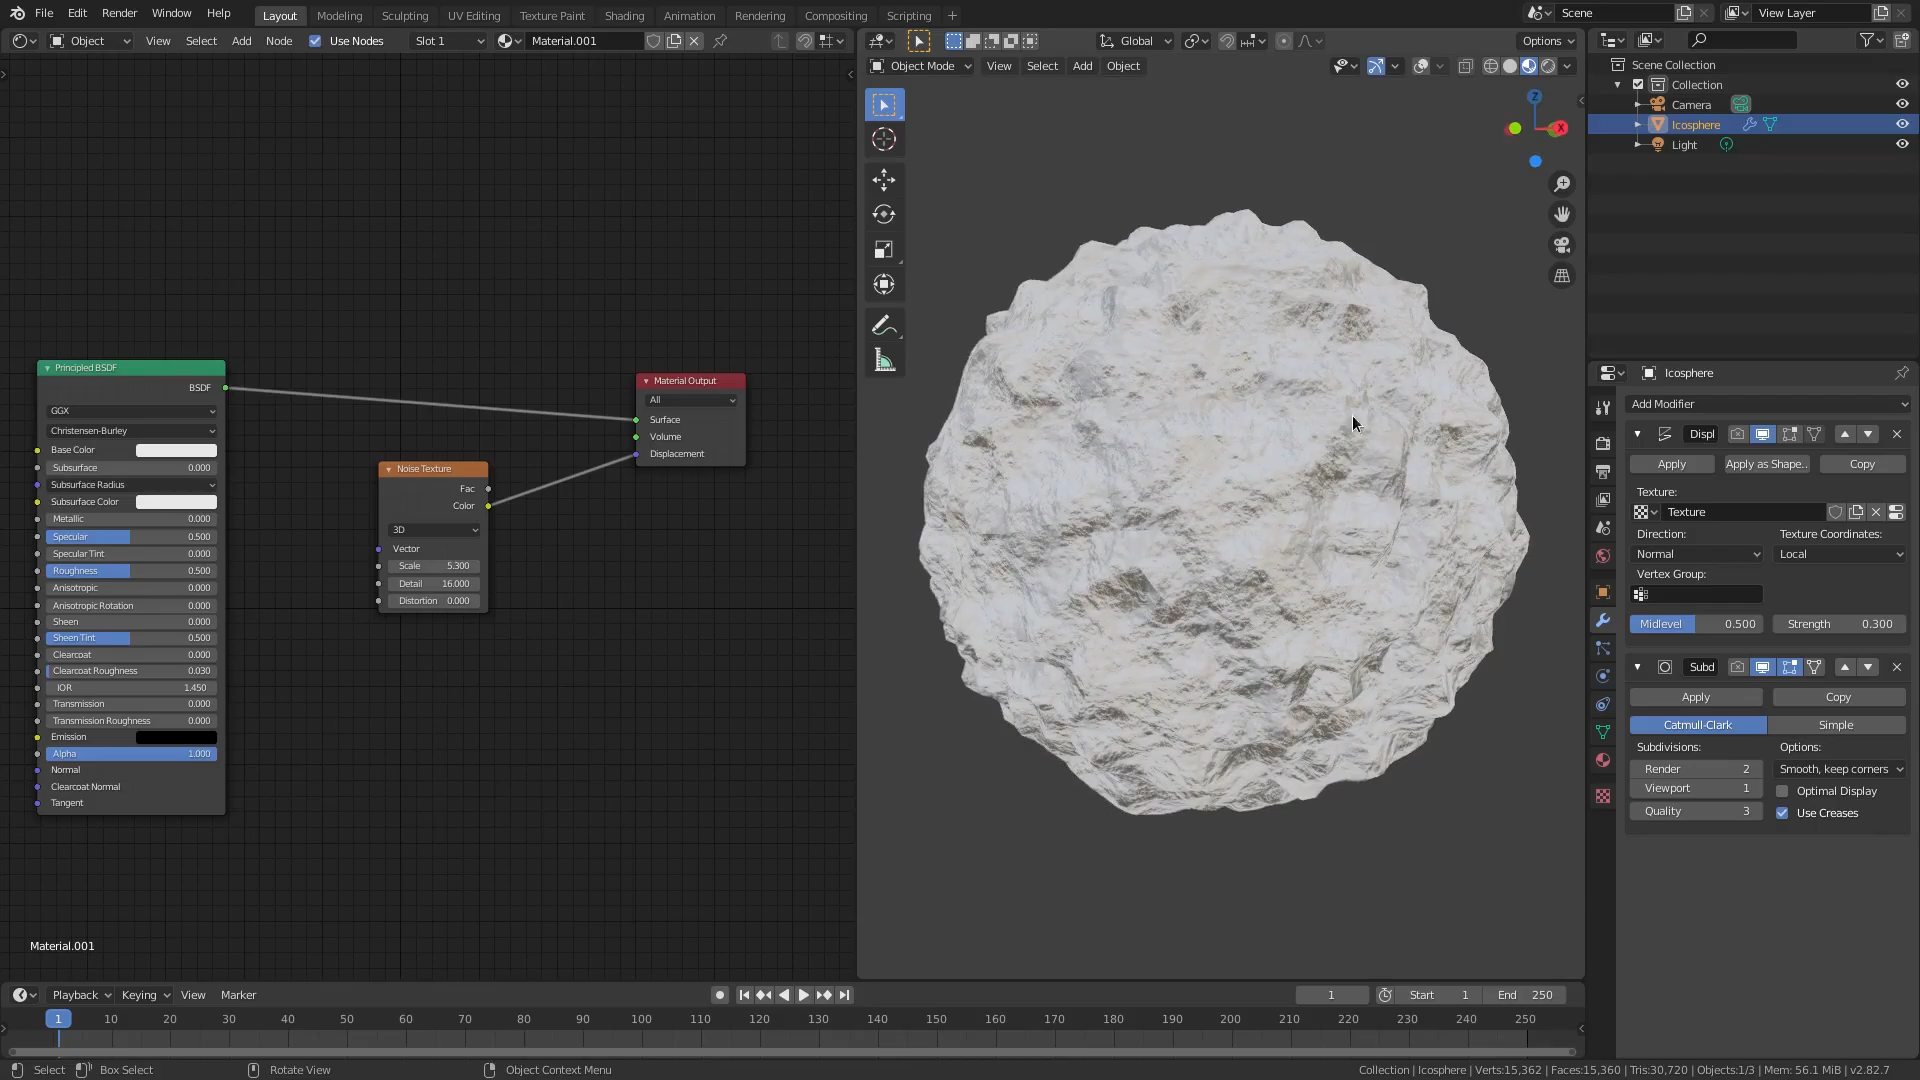 File Edit Render Window Help Layout Modeling Sculpting UV Editing Texture Paint Shading Animation Rendering Compositing Scripting + Scene View Layer
Object View Select Add Node Use Nodes Slot 1 Material.001 Global Options
Object Mode View Select Add Object
Scene Collection
Collection
Camera
Icosphere
Light
Z
X
Principled BSDF
BSDF
GGX
Christensen-Burley
Base Color
Subsurface 0.000
Subsurface Radius
Subsurface Color
Metallic 0.000
Specular 0.500
Specular Tint 0.000
Roughness 0.500
Anisotropic 0.000
Anisotropic Rotation 0.000
Sheen 0.000
Sheen Tint 0.500
Clearcoat 0.000
Clearcoat Roughness 0.030
IOR 1.450
Transmission 0.000
Transmission Roughness 0.000
Emission
Alpha 1.000
Normal
Clearcoat Normal
Tangent
Noise Texture
Fac
Color
3D
Vector
Scale 5.300
Detail 16.000
Distortion 0.000
Material Output
All
Surface
Volume
Displacement
Material.001
Icosphere
Add Modifier
Displ
Apply Apply as Shape.. Copy
Texture:
Texture
Direction: Texture Coordinates:
Normal Local
Vertex Group:
Midlevel 0.500 Strength 0.300
Subd
Apply Copy
Catmull-Clark Simple
Subdivisions: Options:
Render 2 Smooth, keep corners
Viewport 1 Optimal Display
Quality 3 Use Creases
Playback Keying View Marker 1 Start 1 End 250
1 10 20 30 40 50 60 70 80 90 100 110 120 130 140 150 160 170 180 190 200 210 220 230 240 250
Select Box Select Rotate View Object Context Menu Collection | Icosphere | Verts:15,362 | Faces:15,360 | Tris:30,720 | Objects:1/3 | Mem: 56.1 MiB | v2.82.7